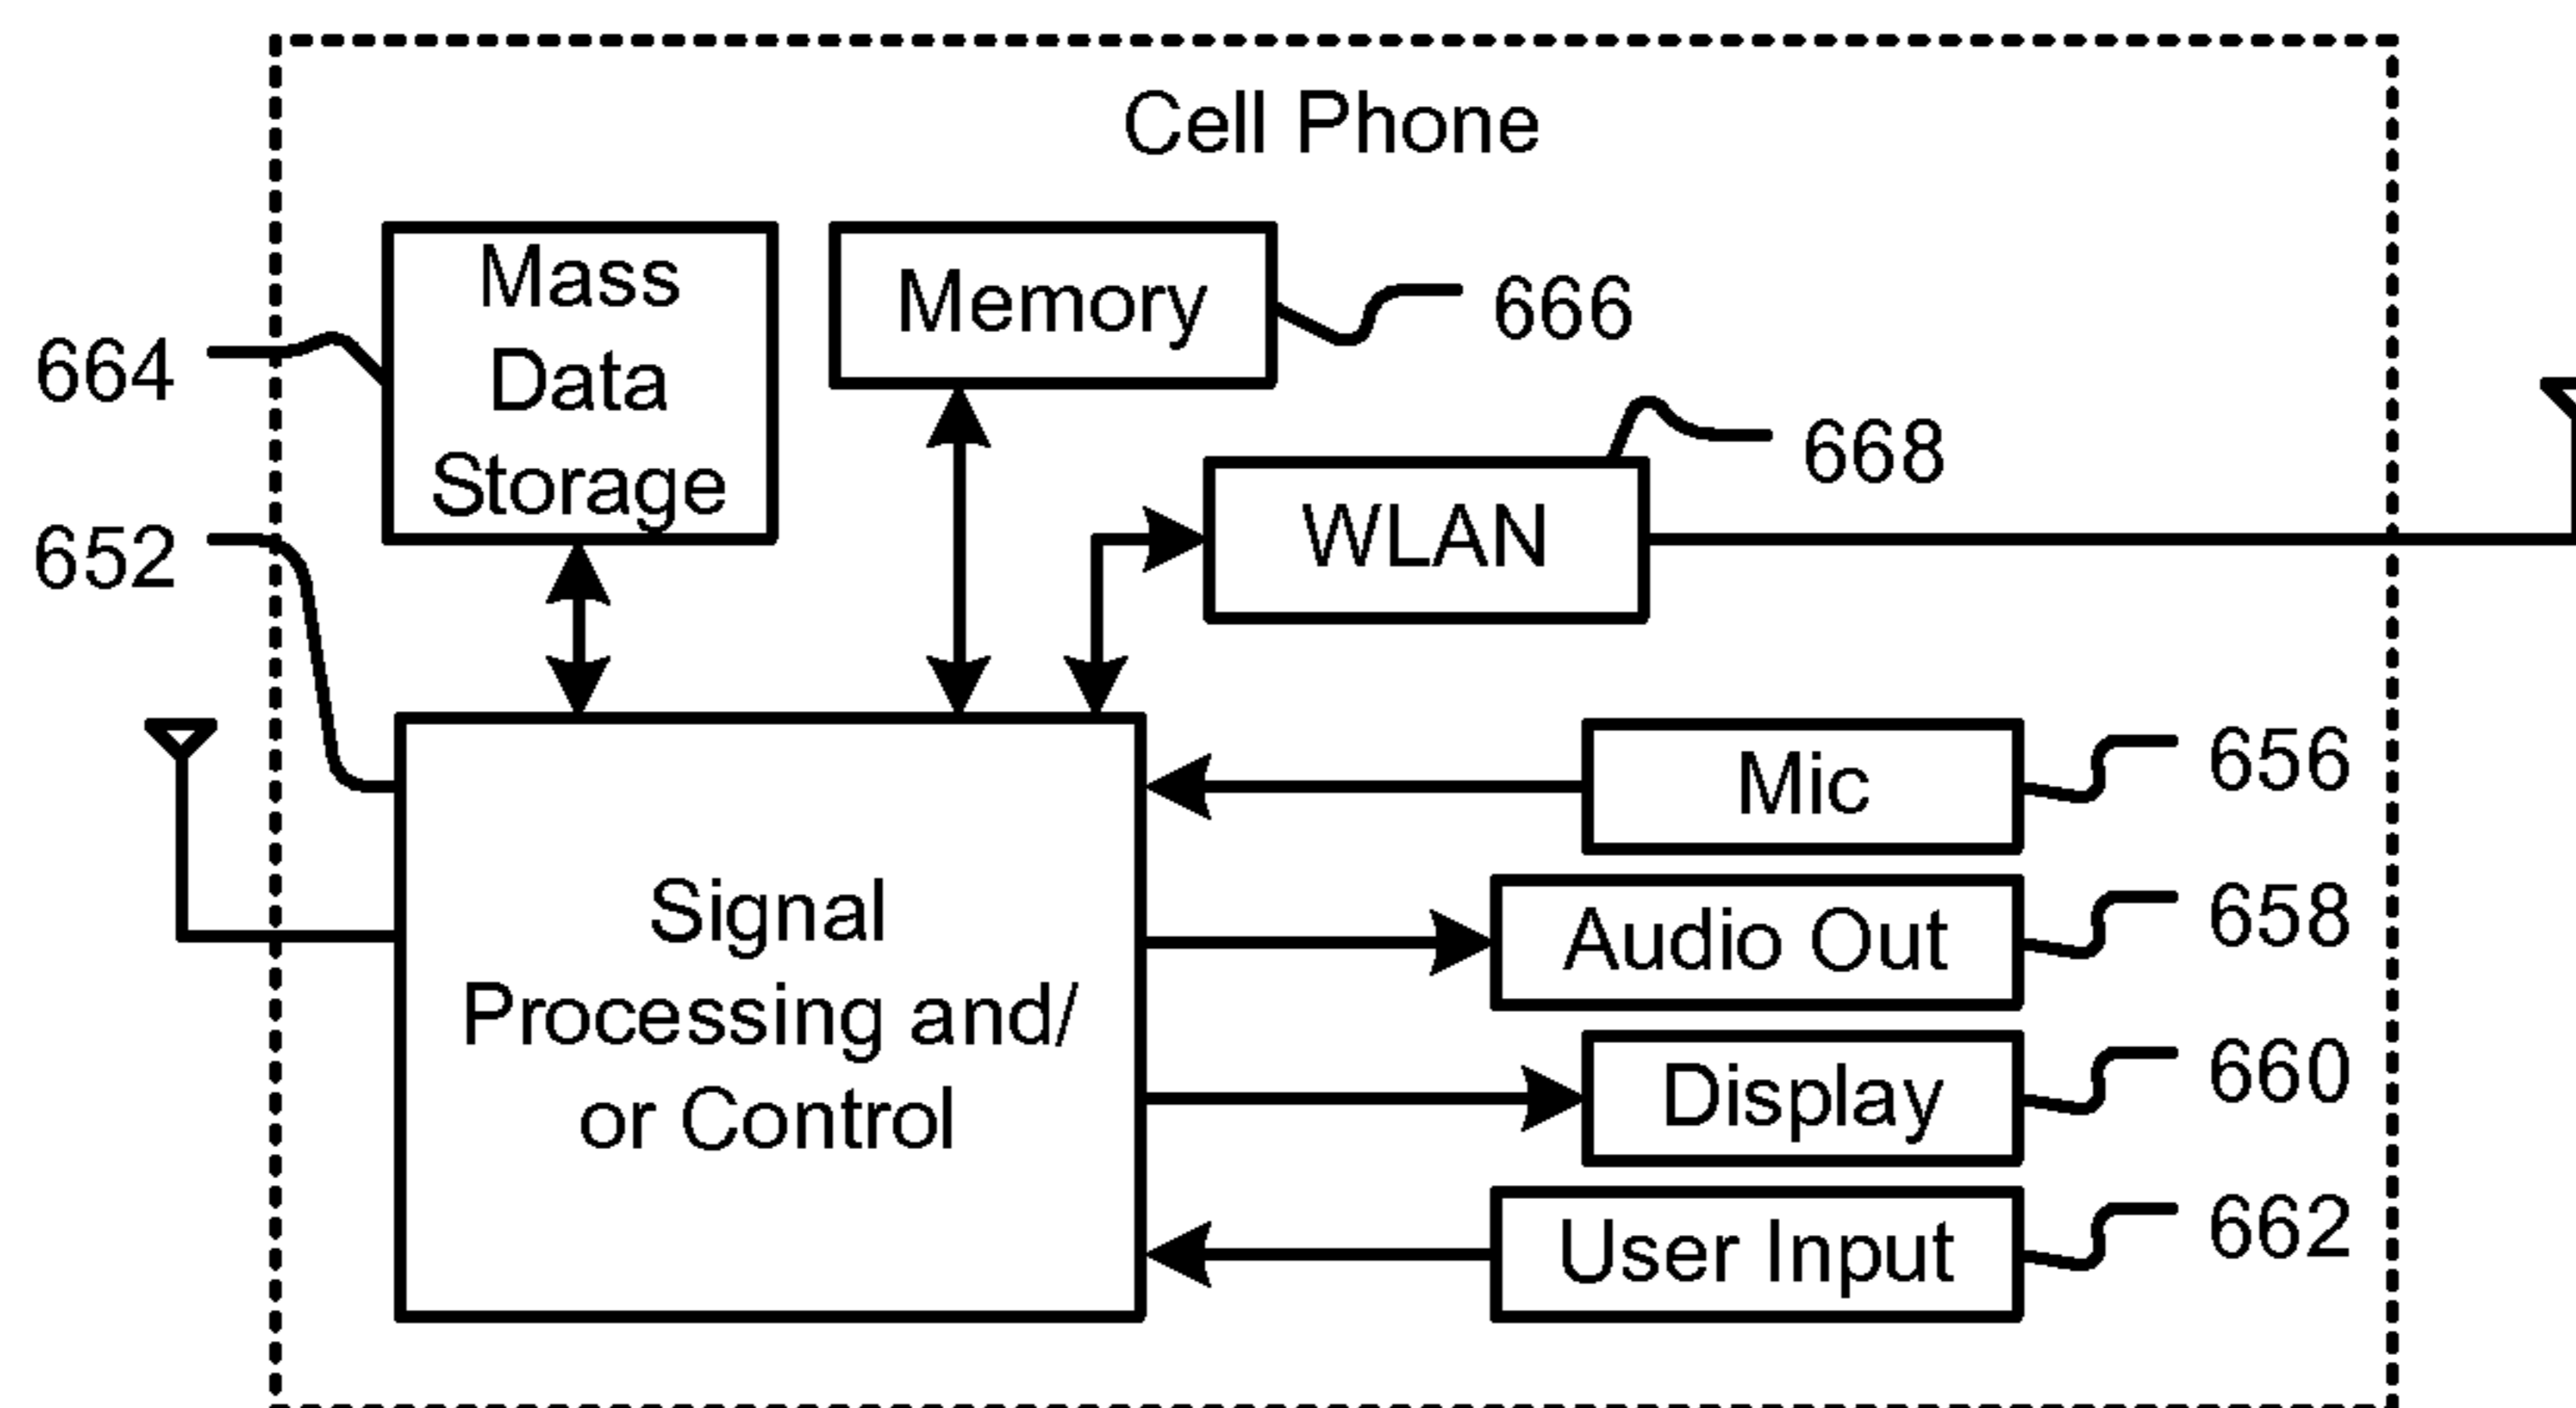 Cell Phone
Mass
Data
Storage
664
Memory
666
WLAN
668
652
Signal
Processing and/
or Control
Mic
656
Audio Out
658
Display
660
User Input
662